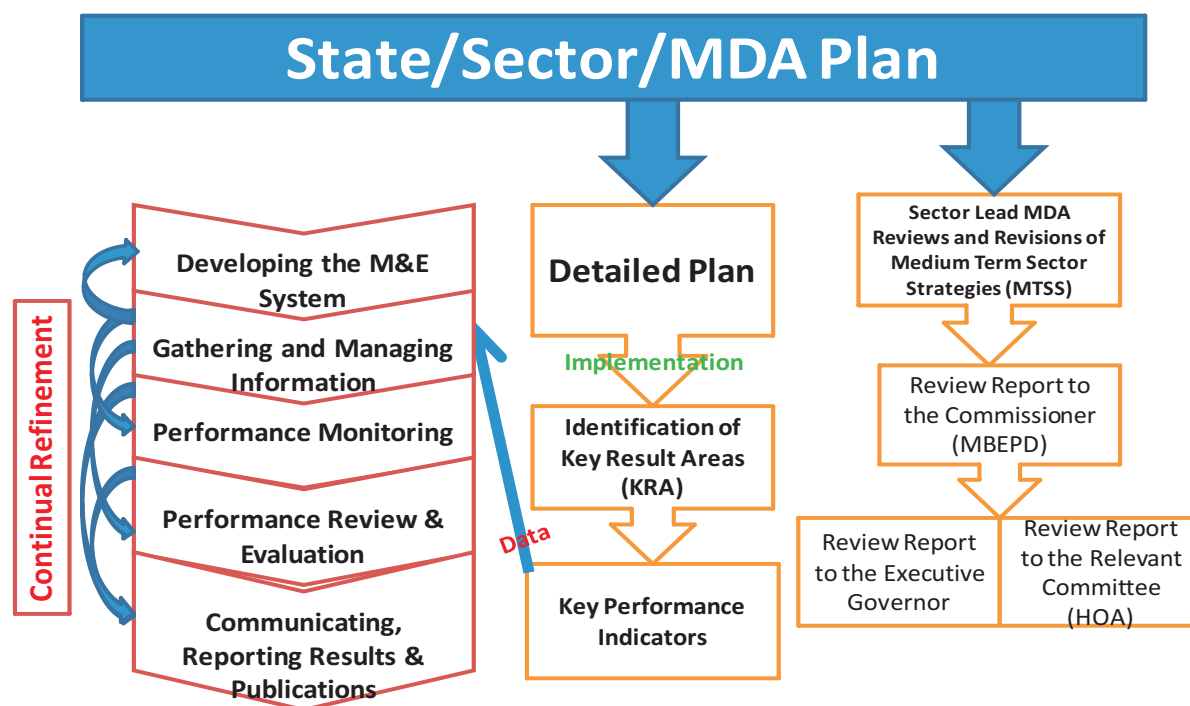 State/Sector/MDA Plan
Continual Refinement
Developing the M&E
System
Gathering and Managing
Information
Performance Monitoring
Performance Review &
Evaluation
Communicating,
Reporting Results &
Publications
Detailed Plan
Implementation
Identification of
Key Result Areas
(KRA)
Data
Key Performance
Indicators
Sector Lead MDA
Reviews and Revisions of
Medium Term Sector
Strategies (MTSS)
Review Report to
the Commissioner
(MBEPD)
Review Report
to the Executive
Governor
Review Report
to the Relevant
Committee
(HOA)